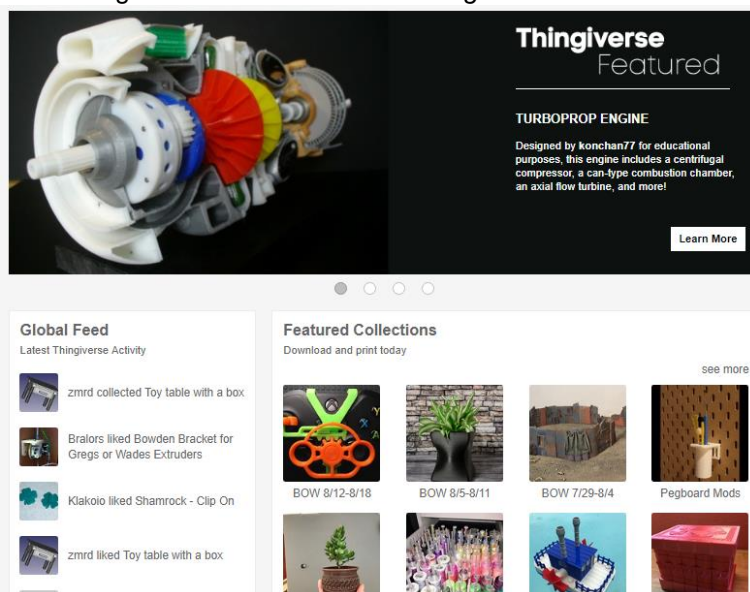 Thingiverse
Featured
TURBOPROP ENGINE
Designed by konchan77 for educational
purposes, this engine includes a centrifugal
compressor, a can-type combustion chamber,
an axial flow turbine, and more!
Learn More
Global Feed
Latest Thingiverse Activity
zmrd collected Toy table with a box
Bralors liked Bowden Bracket for
Gregs or Wades Extruders
Klakoio liked Shamrock - Clip On
zmrd liked Toy table with a box
Featured Collections
Download and print today
see more
BOW 8/12-8/18
BOW 8/5-8/11
BOW 7/29-8/4
Pegboard Mods